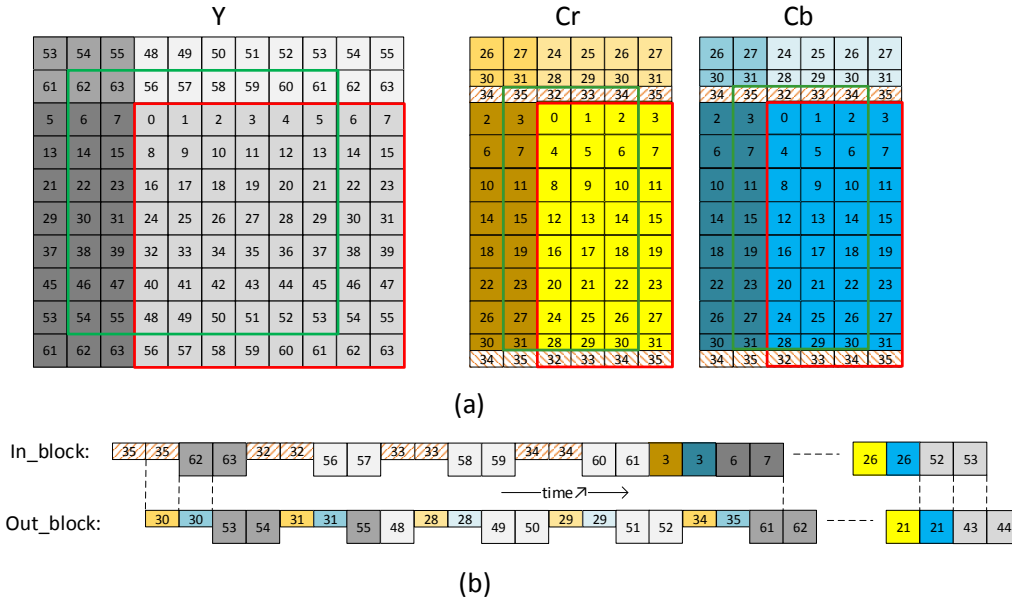 Y Cr Cb
53 54 55 48 49 50 51 52 53 54 55 26 27 24 25 26 27 26 27 24 25 26 27
61 62 63 56 57 58 59 60 61 62 63 30 31 28 29 30 31 30 31 28 29 30 31
34 35 32 33 34 35 34 35 32 33 34 35
5 6 7 0 1 2 3 4 5 6 7 2 3 0 1 2 3 2 3 0 1 2 3
13 14 15 8 9 10 11 12 13 14 15 6 7 4 5 6 7 6 7 4 5 6 7
21 22 23 16 17 18 19 20 21 22 23 10 11 8 9 10 11 10 11 8 9 10 11
29 30 31 24 25 26 27 28 29 30 31 14 15 12 13 14 15 14 15 12 13 14 15
37 38 39 32 33 34 35 36 37 38 39 18 19 16 17 18 19 18 19 16 17 18 19
45 46 47 40 41 42 43 44 45 46 47 22 23 20 21 22 23 22 23 20 21 22 23
53 54 55 48 49 50 51 52 53 54 55 26 27 24 25 26 27 26 27 24 25 26 27
61 62 63 56 57 58 59 60 61 62 63 30 31 28 29 30 31 30 31 28 29 30 31
34 35 32 33 34 35 34 35 32 33 34 35
(a)
In_block: 35 35 62 63 32 32 56 57 33 33 58 59 34 34 60 61 3 3 6 7 26 26 52 53
time
Out_block: 30 30 53 54 31 31 55 48 28 28 49 50 29 29 51 52 34 35 61 62 21 21 43 44
(b)